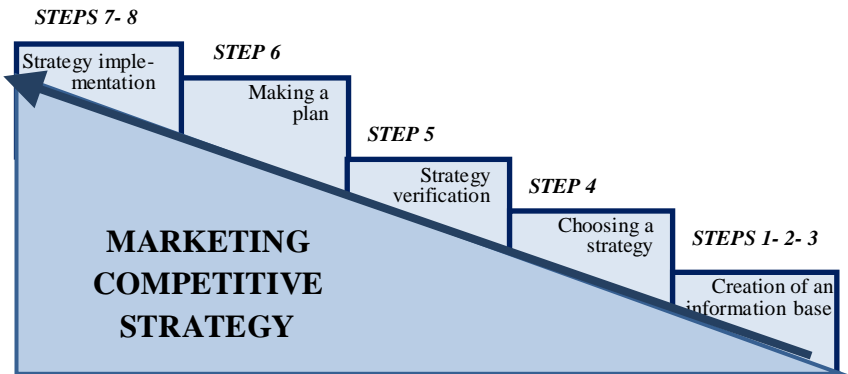 STEPS 7- 8
Strategy imple-
mentation
STEP 6
Making a
plan
STEP 5
Strategy
verification
STEP 4
Choosing a
strategy
STEPS 1- 2- 3
Creation of an
information base
MARKETING
COMPETITIVE
STRATEGY